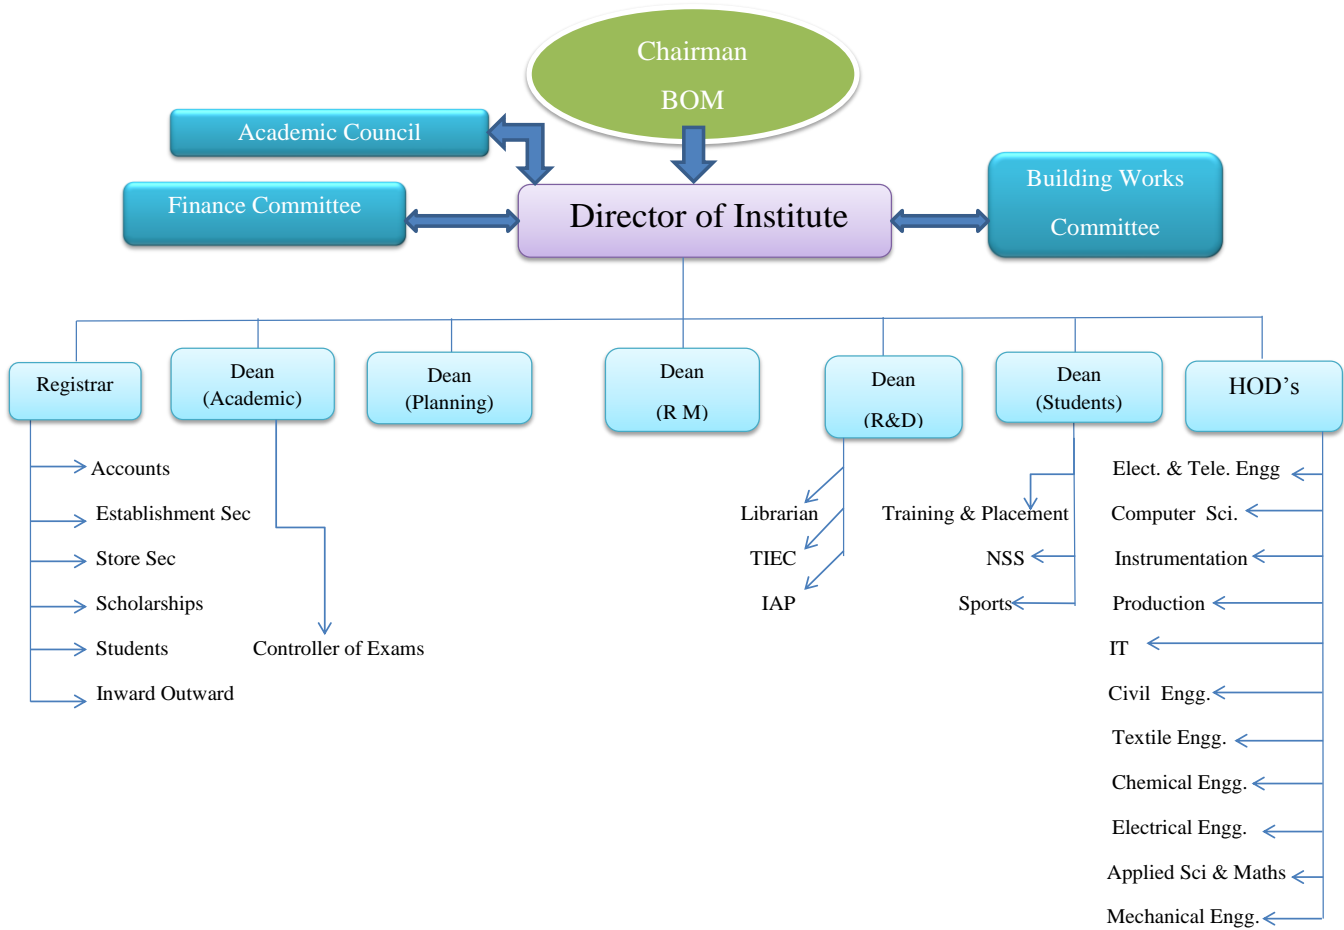 Chairman
BOM
Academic Council
Finance Committee
Director of Institute
Building Works
Committee
Registrar
Dean
(Academic)
Dean
(Planning)
Dean
(R M)
Dean
(R&D)
Dean
(Students)
HOD’s
Accounts
Establishment Sec
Store Sec
Scholarships
Students
Inward Outward
Controller of Exams
Librarian
TIEC
IAP
Training & Placement
NSS
Sports
Elect. & Tele. Engg
Computer  Sci.
Instrumentation
Production
IT
Civil  Engg.
Textile Engg.
Chemical Engg.
Electrical Engg.
Applied Sci & Maths
Mechanical Engg.